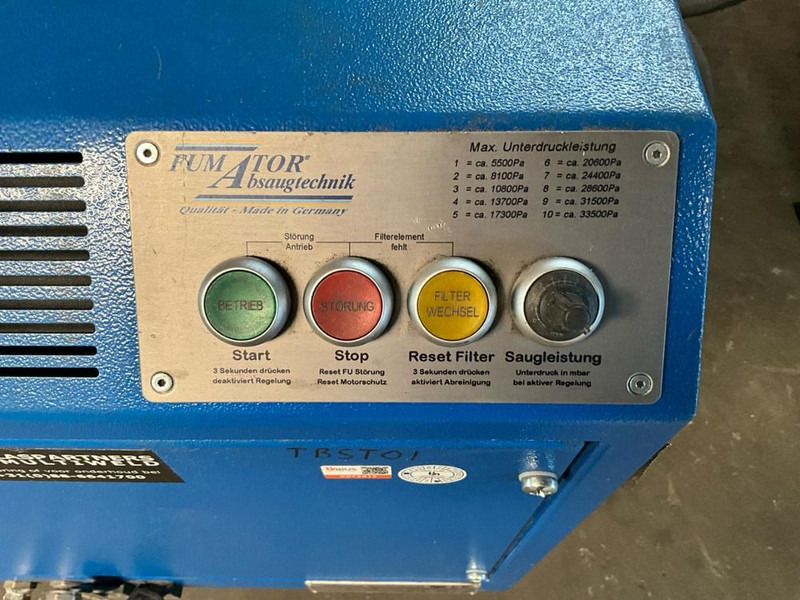 FUMATOR®
Absaugtechnik
Qualität - Made in Germany
Max. Unterdruckleistung
1 = ca. 5500Pa 6 = ca. 20600Pa
2 = ca. 8100Pa 7 = ca. 24400Pa
3 = ca. 10800Pa 8 = ca. 28600Pa
4 = ca. 13700Pa 9 = ca. 31500Pa
5 = ca. 17300Pa 10 = ca. 33500Pa
Störung
Antrieb
Filterelement
fehlt
BETRIEB
STÖRUNG
FILTER
WECHSEL
Start
3 Sekunden drücken
deaktiviert Regelung
Stop
Reset FU Störung
Reset Motorschutz
Reset Filter
3 Sekunden drücken
aktiviert Abreinigung
Saugleistung
Unterdruck in mbar
bei aktiver Regelung
TBST01